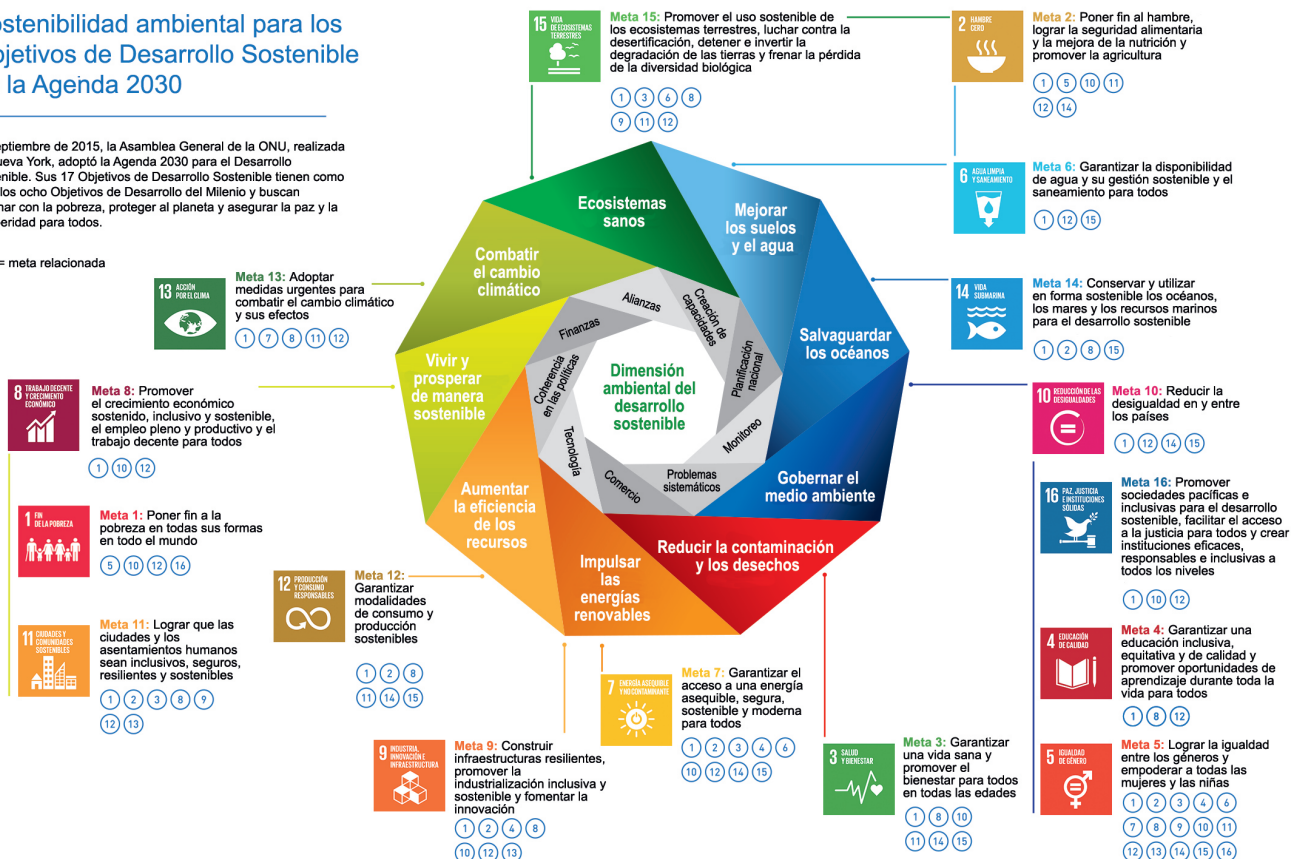 ostenibilidad ambiental para los
bjetivos de Desarrollo Sostenible
la Agenda 2030
eptiembre de 2015, la Asamblea General de la ONU, realizada
ueva York, adoptó la Agenda 2030 para el Desarrollo
enible. Sus 17 Objetivos de Desarrollo Sostenible tienen como
los ocho Objetivos de Desarrollo del Milenio y buscan
nar con la pobreza, proteger al planeta y asegurar la paz y la
eridad para todos.
= meta relacionada
15 VIDA
DE ECOSISTEMAS
TERRESTRES
Meta 15: Promover el uso sostenible de
los ecosistemas terrestres, luchar contra la
desertificación, detener e invertir la
degradación de las tierras y frenar la pérdida
de la diversidad biológica
1 3 6 8
9 11 12
2 HAMBRE
CERO
Meta 2: Poner fin al hambre,
lograr la seguridad alimentaria
y la mejora de la nutrición y
promover la agricultura
1 5 10 11
12 14
6 AGUA LIMPIA
Y SANEAMIENTO
Meta 6: Garantizar la disponibilidad
de agua y su gestión sostenible y el
saneamiento para todos
1 12 15
14 VIDA
SUBMARINA
Meta 14: Conservar y utilizar
en forma sostenible los océanos,
los mares y los recursos marinos
para el desarrollo sostenible
1 2 8 15
10 REDUCCIÓN DE LAS
DESIGUALDADES
Meta 10: Reducir la
desigualdad en y entre
los países
1 12 14 15
16 PAZ, JUSTICIA
E INSTITUCIONES
SÓLIDAS
Meta 16: Promover
sociedades pacíficas e
inclusivas para el desarrollo
sostenible, facilitar el acceso
a la justicia para todos y crear
instituciones eficaces,
responsables e inclusivas a
todos los niveles
1 10 12
4 EDUCACIÓN
DE CALIDAD
Meta 4: Garantizar una
educación inclusiva,
equitativa y de calidad y
promover oportunidades de
aprendizaje durante toda la
vida para todos
1 8 12
5 IGUALDAD
DE GÉNERO
Meta 5: Lograr la igualdad
entre los géneros y
empoderar a todas las
mujeres y las niñas
1 2 3 4 6
7 8 9 10 11
12 13 14 15 16
13 ACCIÓN
POR EL CLIMA
Meta 13: Adoptar
medidas urgentes para
combatir el cambio climático
y sus efectos
1 7 8 11 12
8 TRABAJO DECENTE
Y CRECIMIENTO
ECONÓMICO
Meta 8: Promover
el crecimiento económico
sostenido, inclusivo y sostenible,
el empleo pleno y productivo y el
trabajo decente para todos
1 10 12
1 FIN
DE LA POBREZA
Meta 1: Poner fin a la
pobreza en todas sus formas
en todo el mundo
5 10 12 16
11 CIUDADES Y
COMUNIDADES
SOSTENIBLES
Meta 11: Lograr que las
ciudades y los
asentamientos humanos
sean inclusivos, seguros,
resilientes y sostenibles
1 2 3 8 9
12 13
12 PRODUCCIÓN
Y CONSUMO
RESPONSABLES
Meta 12:
Garantizar
modalidades
de consumo y
producción
sostenibles
1 2 8
11 14 15
9 INDUSTRIA,
INNOVACIÓN E
INFRAESTRUCTURA
Meta 9: Construir
infraestructuras resilientes,
promover la
industrialización inclusiva y
sostenible y fomentar la
innovación
1 2 4 8
10 12 13
7 ENERGÍA ASEQUIBLE
Y NO CONTAMINANTE
Meta 7: Garantizar el
acceso a una energía
asequible, segura,
sostenible y moderna
para todos
1 2 3 4 6
10 12 14 15
3 SALUD
Y BIENESTAR
Meta 3: Garantizar
una vida sana y
promover el
bienestar para todos
en todas las edades
1 8 10
11 14 15
Ecosistemas
sanos
Mejorar
los suelos
y el agua
Salvaguardar
los océanos
Gobernar el
medio ambiente
Reducir la contaminación
y los desechos
Impulsar
las
energías
renovables
Aumentar
la eficiencia
de los
recursos
Vivir y
prosperar
de manera
sostenible
Combatir
el cambio
climático
Alianzas
Creación de
capacidades
Planificación
nacional
Monitoreo
Problemas
sistemáticos
Comercio
Tecnología
Coherencia
en las políticas
Finanzas
Dimensión
ambiental del
desarrollo
sostenible